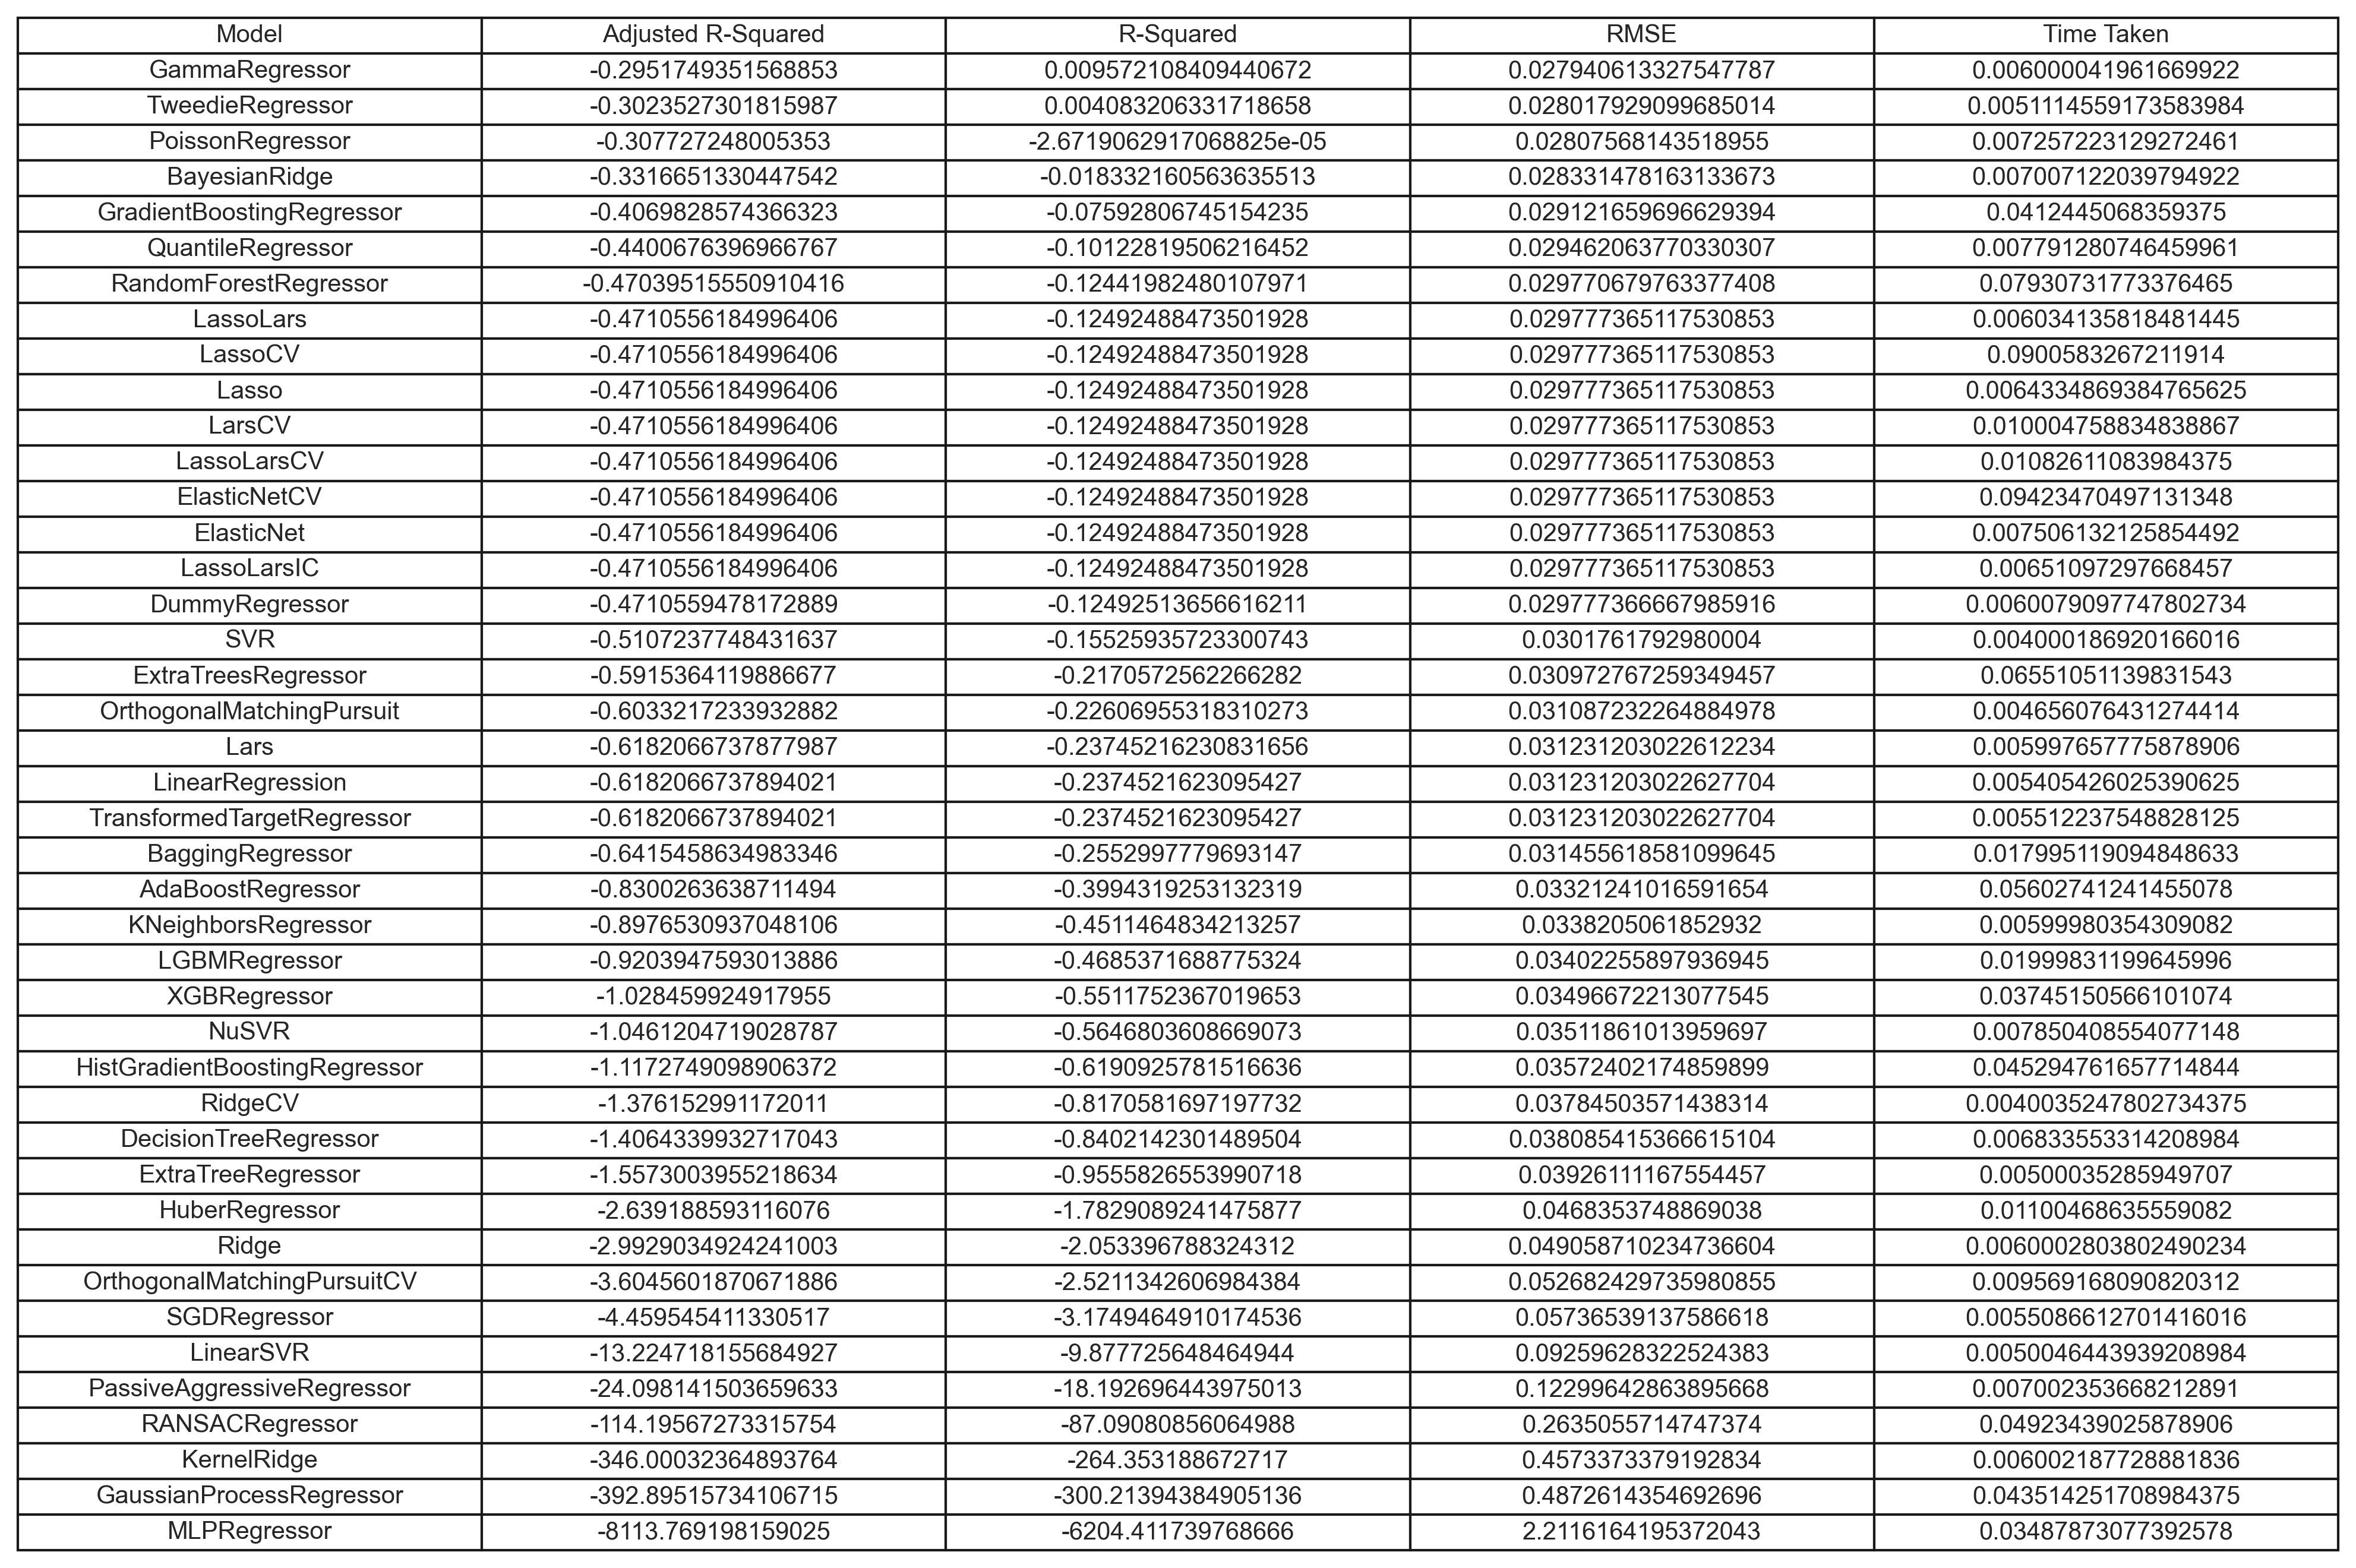 Model Adjusted R-Squared R-Squared RMSE Time Taken
GammaRegressor -0.2951749351568853 0.009572108409440672 0.027940613327547787 0.006000041961669922
TweedieRegressor -0.3023527301815987 0.004083206331718658 0.028017929099685014 0.0051114559173583984
PoissonRegressor -0.307727248005353 -2.6719062917068825e-05 0.02807568143518955 0.007257223129272461
BayesianRidge -0.3316651330447542 -0.018332160563635513 0.028331478163133673 0.007007122039794922
GradientBoostingRegressor -0.4069828574366323 -0.07592806745154235 0.029121659696629394 0.0412445068359375
QuantileRegressor -0.4400676396966767 -0.10122819506216452 0.029462063770330307 0.007791280746459961
RandomForestRegressor -0.47039515550910416 -0.12441982480107971 0.029770679763377408 0.07930731773376465
LassoLars -0.4710556184996406 -0.12492488473501928 0.029777365117530853 0.006034135818481445
LassoCV -0.4710556184996406 -0.12492488473501928 0.029777365117530853 0.0900583267211914
Lasso -0.4710556184996406 -0.12492488473501928 0.029777365117530853 0.0064334869384765625
LarsCV -0.4710556184996406 -0.12492488473501928 0.029777365117530853 0.010004758834838867
LassoLarsCV -0.4710556184996406 -0.12492488473501928 0.029777365117530853 0.01082611083984375
ElasticNetCV -0.4710556184996406 -0.12492488473501928 0.029777365117530853 0.09423470497131348
ElasticNet -0.4710556184996406 -0.12492488473501928 0.029777365117530853 0.007506132125854492
LassoLarsIC -0.4710556184996406 -0.12492488473501928 0.029777365117530853 0.00651097297668457
DummyRegressor -0.4710559478172889 -0.12492513656616211 0.029777366667985916 0.0060079097747802734
SVR -0.5107237748431637 -0.15525935723300743 0.0301761792980004 0.004000186920166016
ExtraTreesRegressor -0.5915364119886677 -0.2170572562266282 0.030972767259349457 0.06551051139831543
OrthogonalMatchingPursuit -0.6033217233932882 -0.22606955318310273 0.031087232264884978 0.004656076431274414
Lars -0.6182066737877987 -0.23745216230831656 0.031231203022612234 0.005997657775878906
LinearRegression -0.6182066737894021 -0.2374521623095427 0.031231203022627704 0.005405426025390625
TransformedTargetRegressor -0.6182066737894021 -0.2374521623095427 0.031231203022627704 0.005512237548828125
BaggingRegressor -0.6415458634983346 -0.2552997779693147 0.031455618581099645 0.017995119094848633
AdaBoostRegressor -0.8300263638711494 -0.3994319253132319 0.03321241016591654 0.05602741241455078
KNeighborsRegressor -0.8976530937048106 -0.4511464834213257 0.0338205061852932 0.00599980354309082
LGBMRegressor -0.9203947593013886 -0.4685371688775324 0.03402255897936945 0.01999831199645996
XGBRegressor -1.028459924917955 -0.5511752367019653 0.03496672213077545 0.03745150566101074
NuSVR -1.0461204719028787 -0.5646803608669073 0.03511861013959697 0.007850408554077148
HistGradientBoostingRegressor -1.1172749098906372 -0.6190925781516636 0.03572402174859899 0.045294761657714844
RidgeCV -1.376152991172011 -0.8170581697197732 0.03784503571438314 0.0040035247802734375
DecisionTreeRegressor -1.4064339932717043 -0.8402142301489504 0.038085415366615104 0.006833553314208984
ExtraTreeRegressor -1.5573003955218634 -0.9555826553990718 0.03926111167554457 0.00500035285949707
HuberRegressor -2.639188593116076 -1.7829089241475877 0.0468353748869038 0.01100468635559082
Ridge -2.9929034924241003 -2.053396788324312 0.049058710234736604 0.0060002803802490234
OrthogonalMatchingPursuitCV -3.6045601870671886 -2.5211342606984384 0.052682429735980855 0.009569168090820312
SGDRegressor -4.459545411330517 -3.1749464910174536 0.05736539137586618 0.0055086612701416016
LinearSVR -13.224718155684927 -9.877725648464944 0.09259628322524383 0.0050046443939208984
PassiveAggressiveRegressor -24.098141503659633 -18.192696443975013 0.12299642863895668 0.007002353668212891
RANSACRegressor -114.19567273315754 -87.09080856064988 0.2635055714747374 0.04923439025878906
KernelRidge -346.00032364893764 -264.353188672717 0.4573373379192834 0.006002187728881836
GaussianProcessRegressor -392.89515734106715 -300.21394384905136 0.4872614354692696 0.043514251708984375
MLPRegressor -8113.769198159025 -6204.411739768666 2.2116164195372043 0.03487873077392578